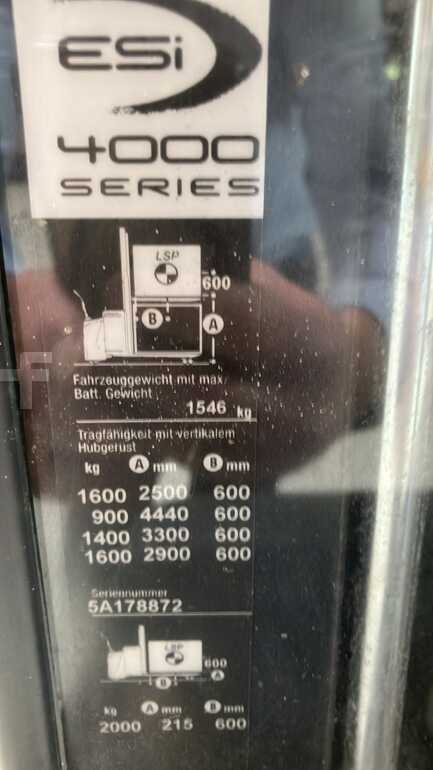 ESi
4000
SERIES
LSP
600
B
A
Fahrzeuggewicht mit max.
Batt. Gewicht
1546 kg
Tragfähigkeit mit vertikalem
Hubgerüst
kg A mm B mm
1600 2500 600
900 4440 600
1400 3300 600
1600 2900 600
Seriennummer
5A178872
LSP
600
A
B
kg A mm B mm
2000 215 600